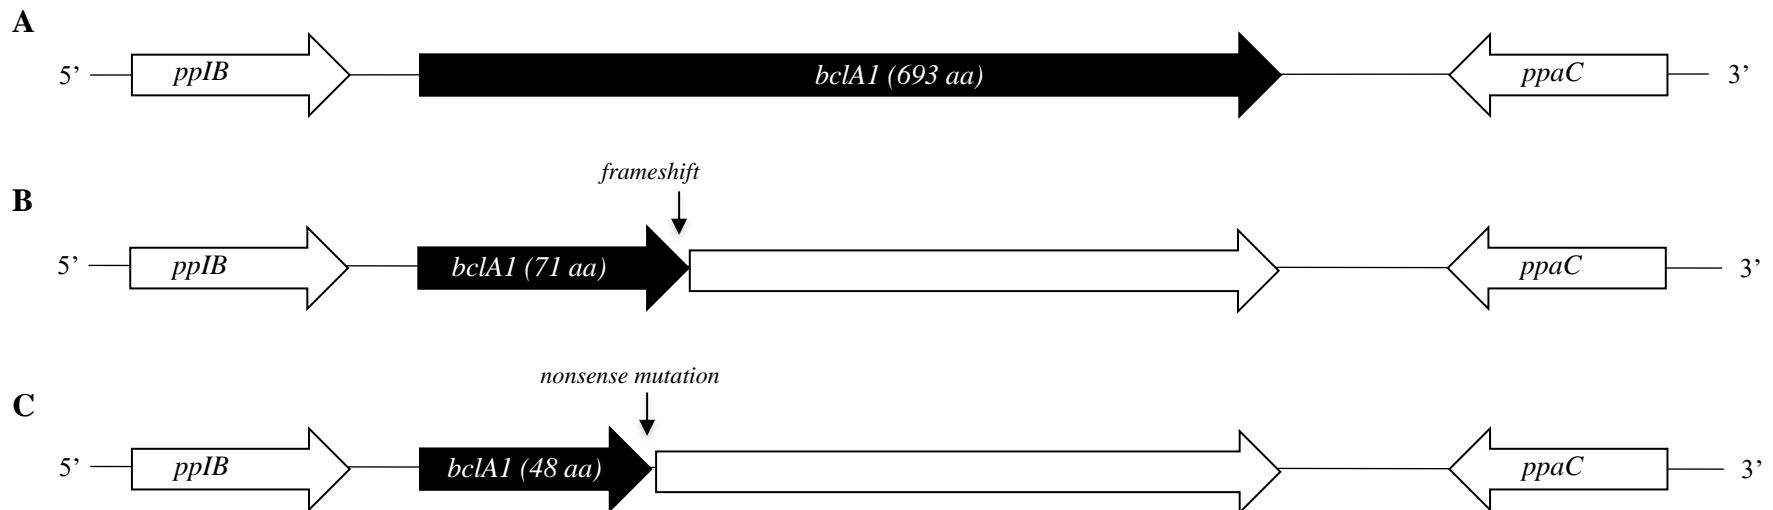 A
5’ ppIB bclA1 (693 aa) ppaC 3’
frameshift
B
5’ ppIB bclA1 (71 aa) ppaC 3’
nonsense mutation
C
5’ ppIB bclA1 (48 aa) ppaC 3’